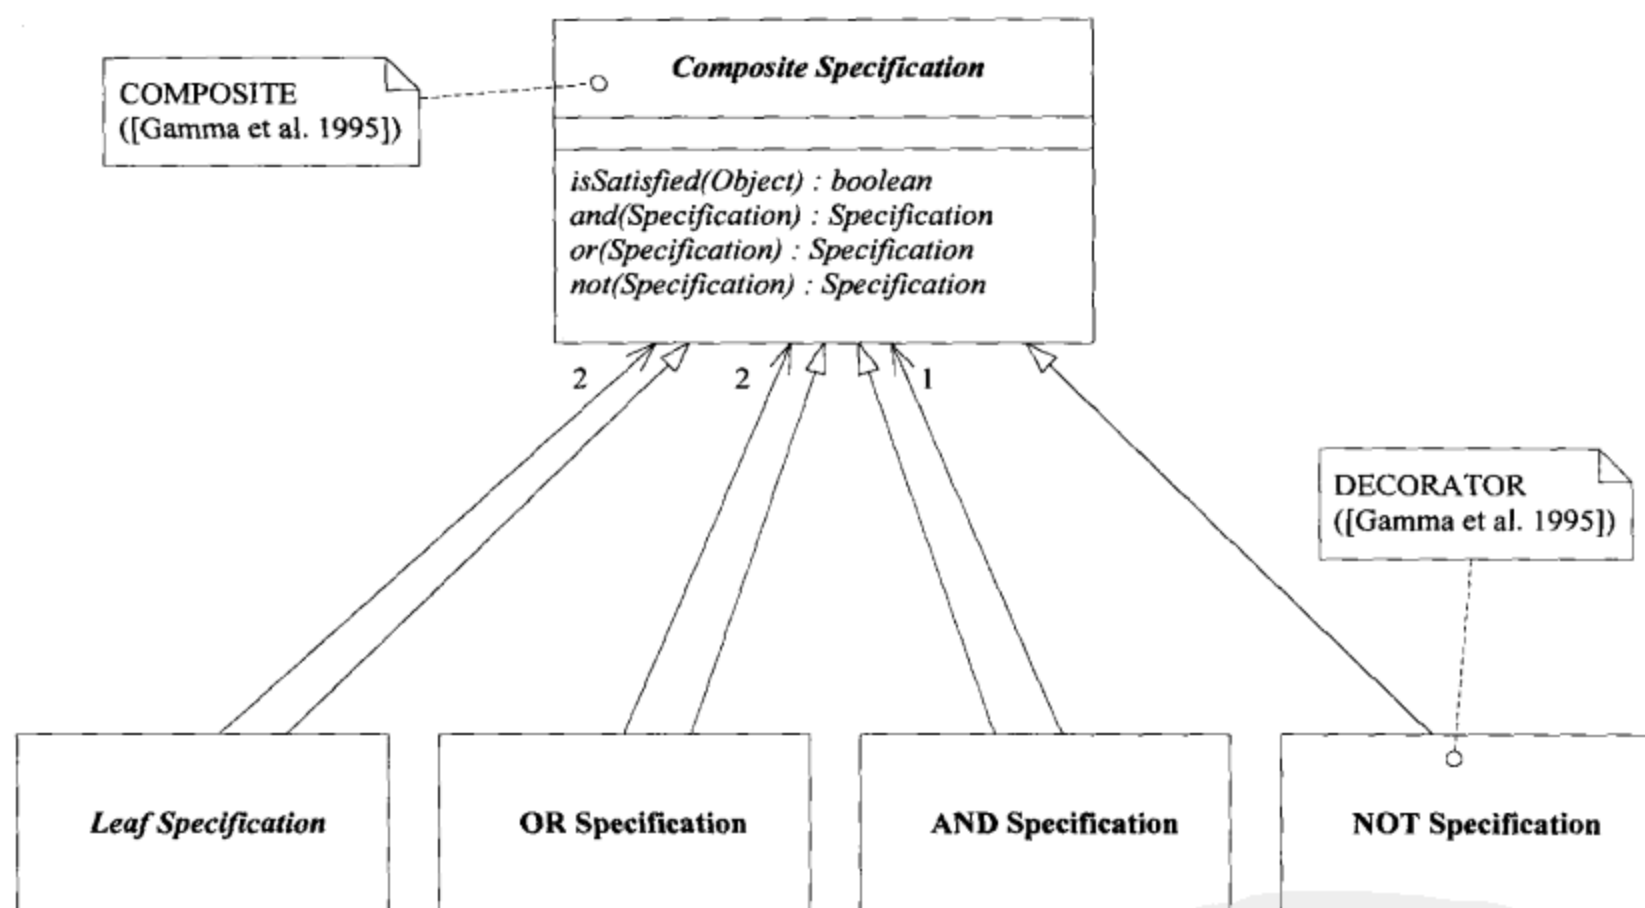 Composite Specification
COMPOSITE
([Gamma et al. 1995])
isSatisfied(Object) : boolean
and(Specification) : Specification
or(Specification) : Specification
not(Specification) : Specification
2
2
1
DECORATOR
([Gamma et al. 1995])
Leaf Specification
OR Specification
AND Specification
NOT Specification